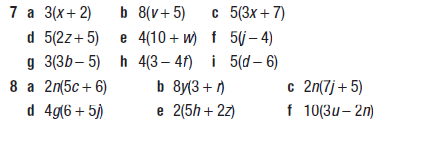 7 a 3(x + 2) b 8(v + 5) c 5(3x + 7)
d 5(2z + 5) e 4(10 + w) f 5(j – 4)
g 3(3b – 5) h 4(3 – 4f) i 5(d – 6)
8 a 2n(5c + 6) b 8y(3 + r) c 2n(7j + 5)
d 4g(6 + 5j) e 2(5h + 2z) f 10(3u – 2n)